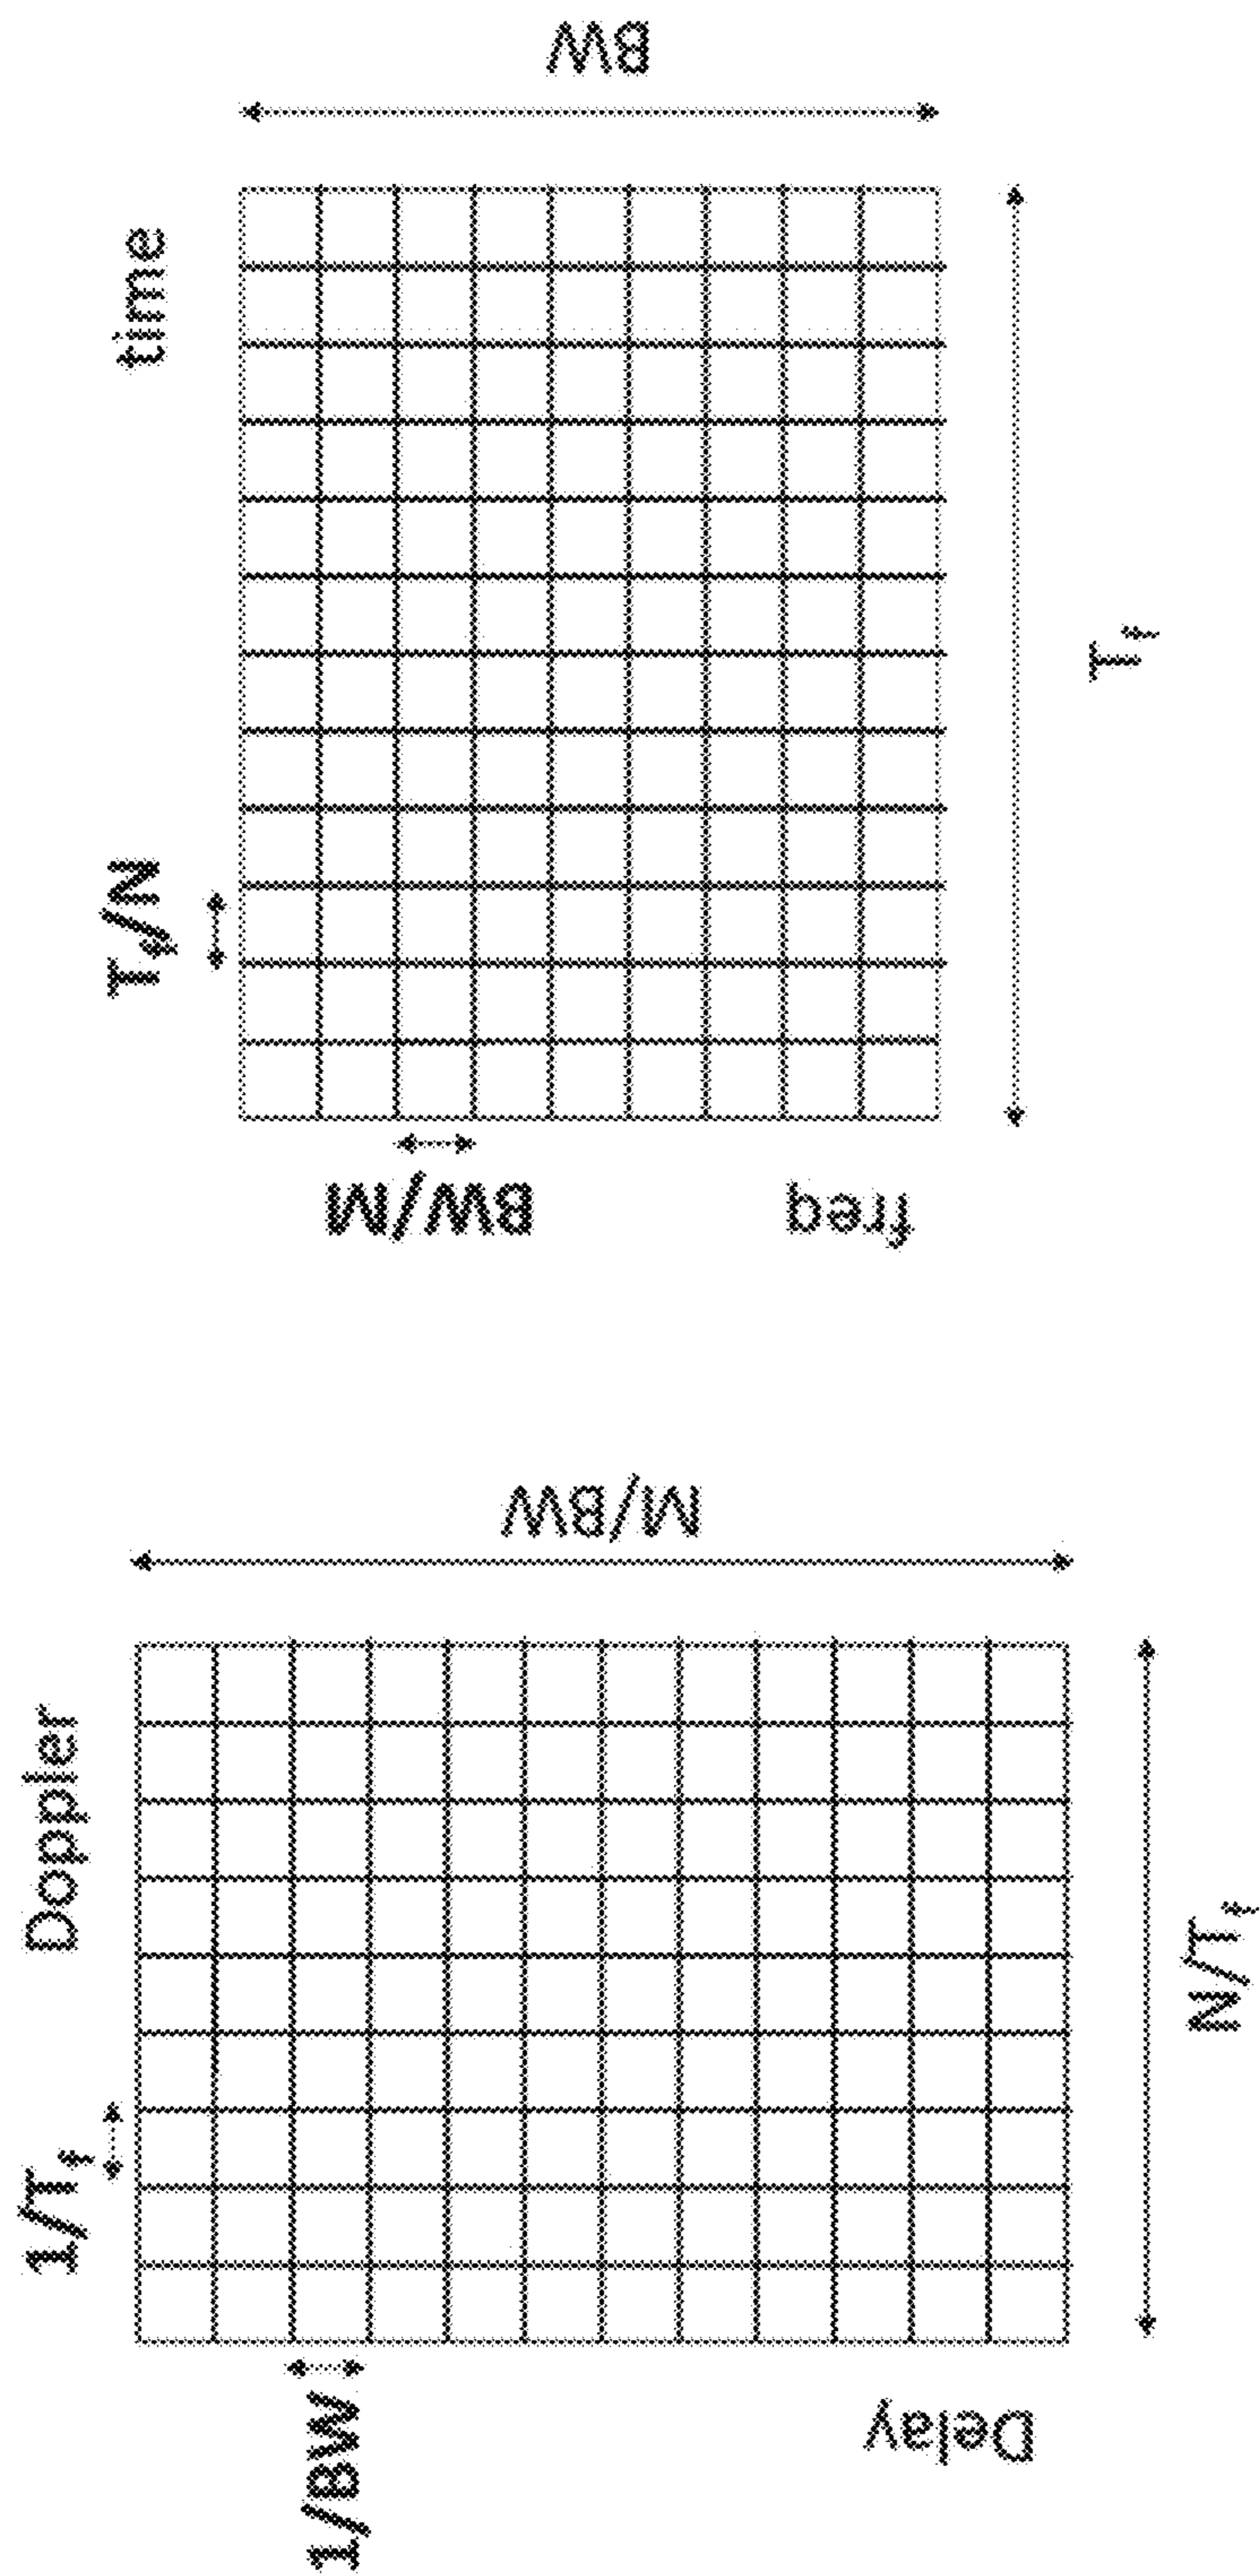 Doppler
1/T_f
1/BW
Delay
M/BW
N/T_f
time
T_f/N
BW/M
freq
BW
T_f